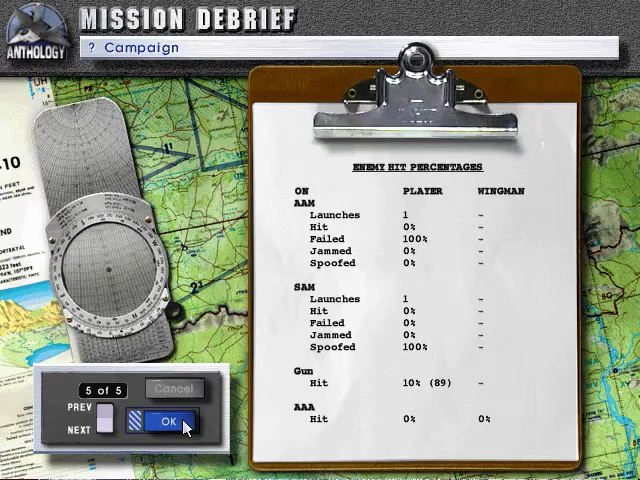 MISSION DEBRIEF
ANTHOLOGY
? Campaign
ENEMY HIT PERCENTAGES
ON PLAYER WINGMAN
AAM
Launches 1 -
Hit 0% -
Failed 100% -
Jammed 0% -
Spoofed 0% -
SAM
Launches 1 -
Hit 0% -
Failed 0% -
Jammed 0% -
Spoofed 100% -
Gun
Hit 10% (89) -
AAA
Hit 0% 0%
5 of 5
Cancel
PREV
NEXT
OK